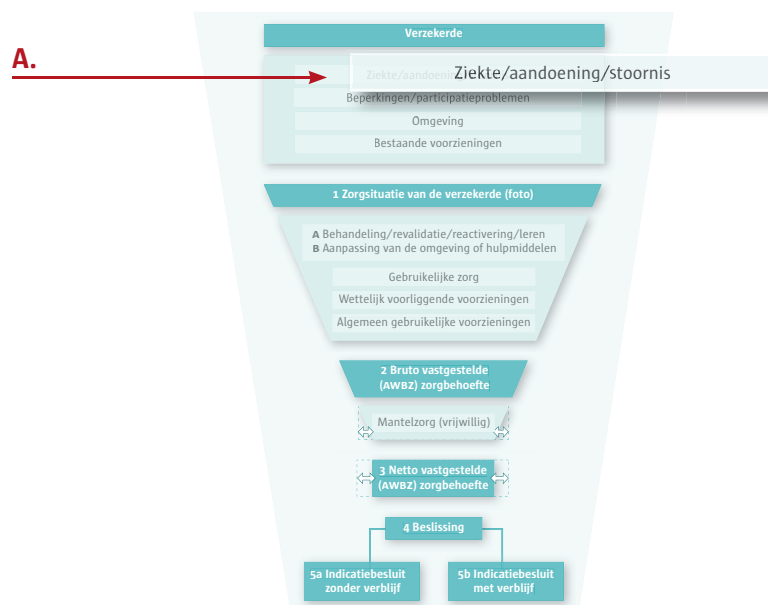 Verzekerde
A.
Ziekte/aandoening/stoornis
Beperkingen/participatieproblemen
Omgeving
Bestaande voorzieningen
1 Zorgsituatie van de verzekerde (foto)
A Behandeling/revalidatie/reactivering/leren
B Aanpassing van de omgeving of hulpmiddelen
Gebruikelijke zorg
Wettelijk voorliggende voorzieningen
Algemeen gebruikelijke voorzieningen
2 Bruto vastgestelde
(AWBZ) zorgbehoefte
Mantelzorg (vrijwillig)
3 Netto vastgestelde
(AWBZ) zorgbehoefte
4 Beslissing
5a Indicatiebesluit
zonder verblijf
5b Indicatiebesluit
met verblijf